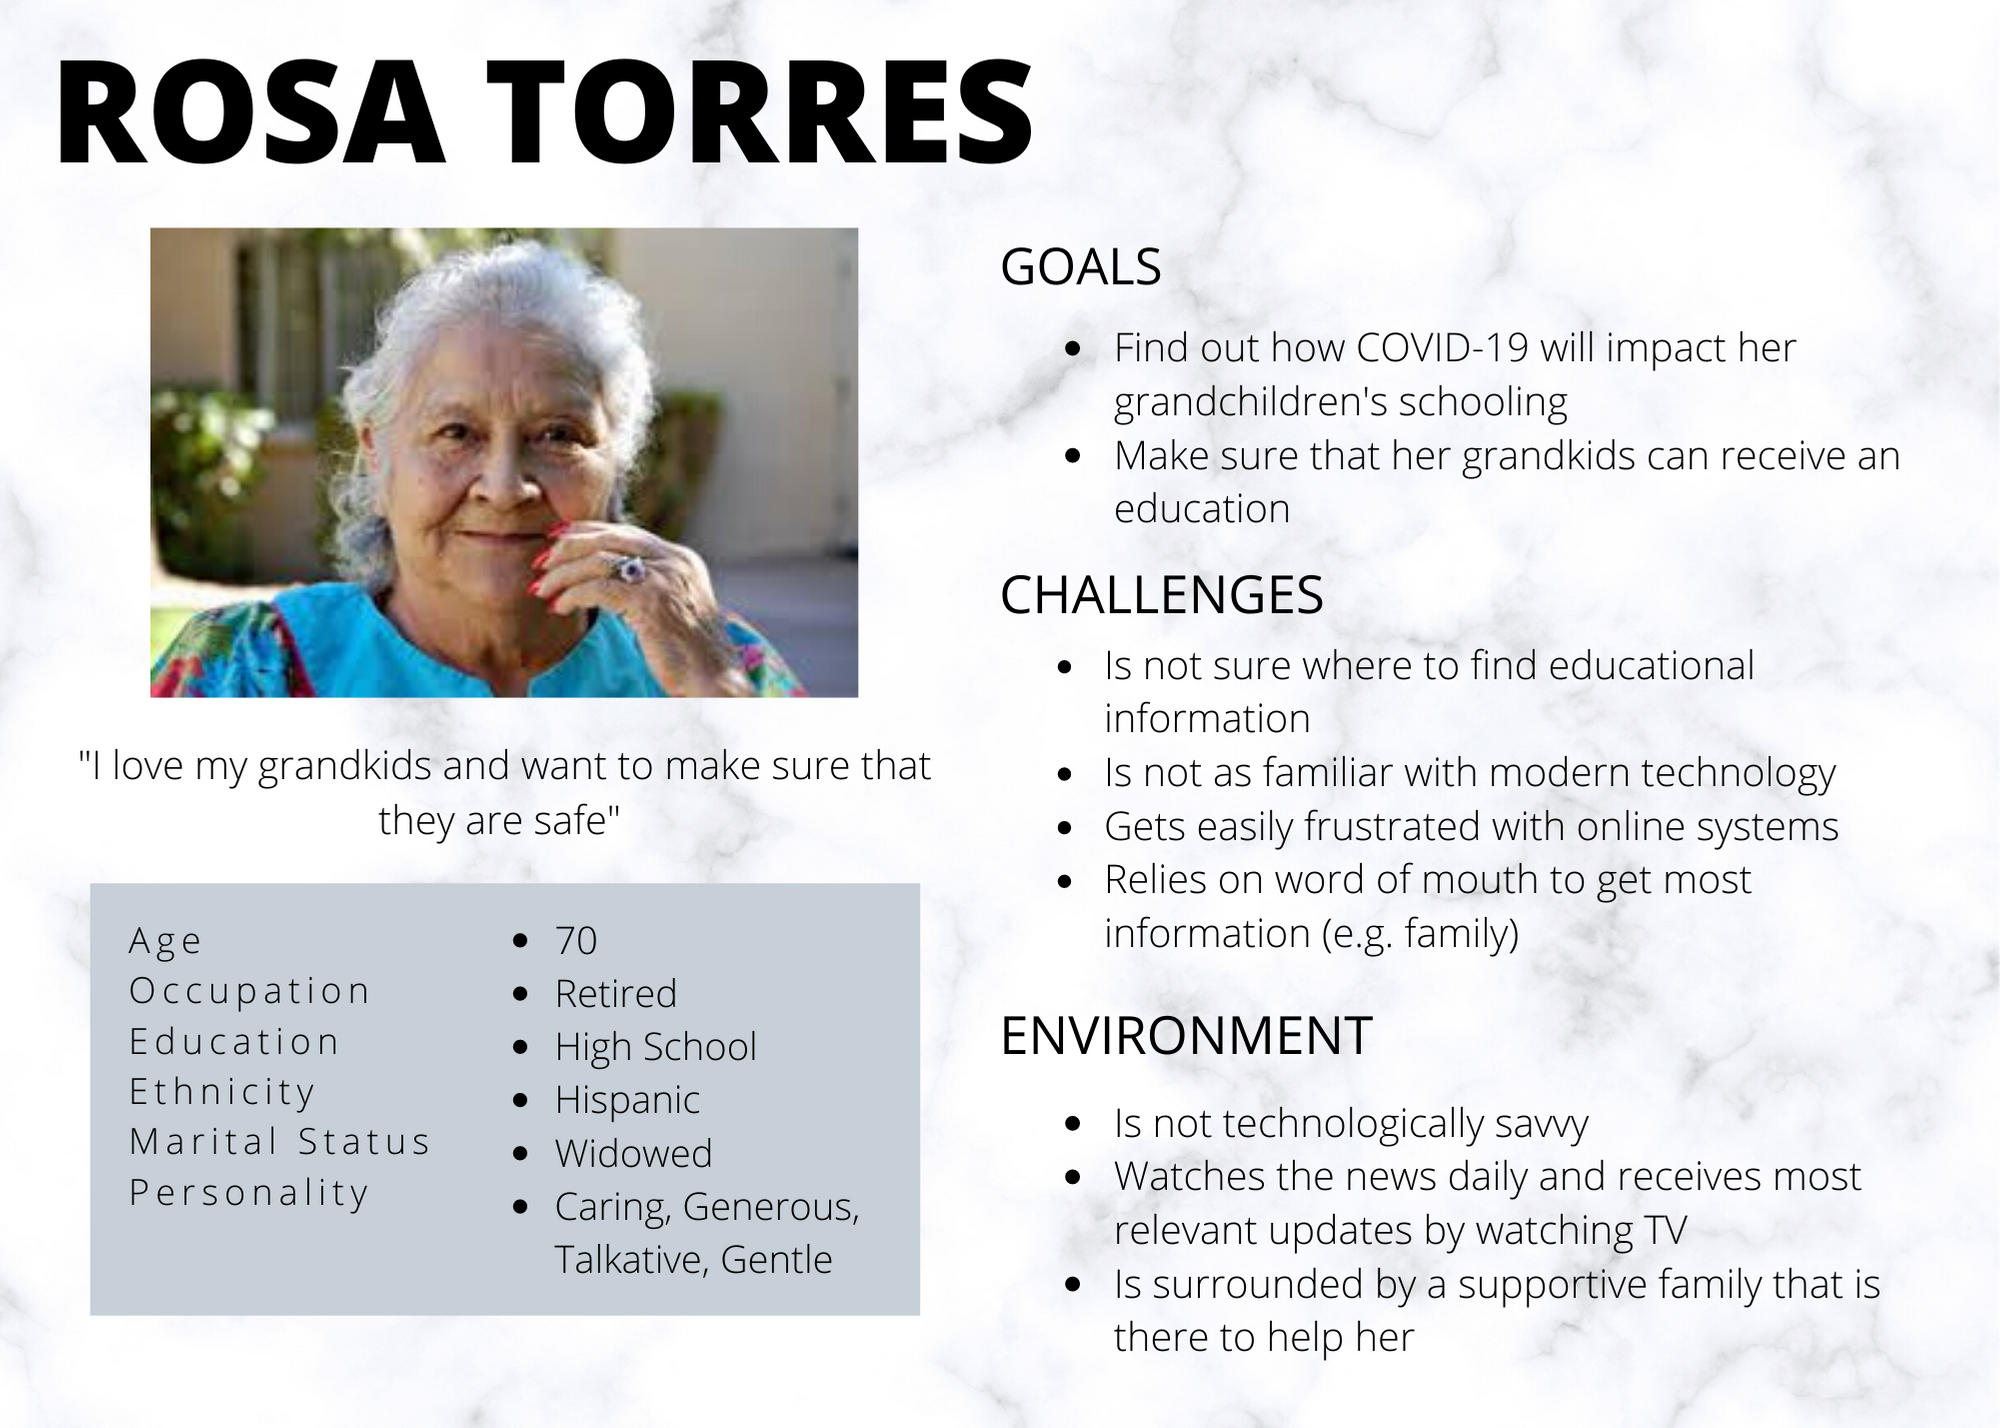 ROSA TORRES
"I love my grandkids and want to make sure that
they are safe"
Age
Occupation
Education
Ethnicity
Marital Status
Personality
• 70
• Retired
• High School
• Hispanic
• Widowed
• Caring, Generous,
Talkative, Gentle
GOALS
• Find out how COVID-19 will impact her
grandchildren's schooling
• Make sure that her grandkids can receive an
education
CHALLENGES
• Is not sure where to find educational
information
• Is not as familiar with modern technology
• Gets easily frustrated with online systems
• Relies on word of mouth to get most
information (e.g. family)
ENVIRONMENT
• Is not technologically savvy
• Watches the news daily and receives most
relevant updates by watching TV
• Is surrounded by a supportive family that is
there to help her